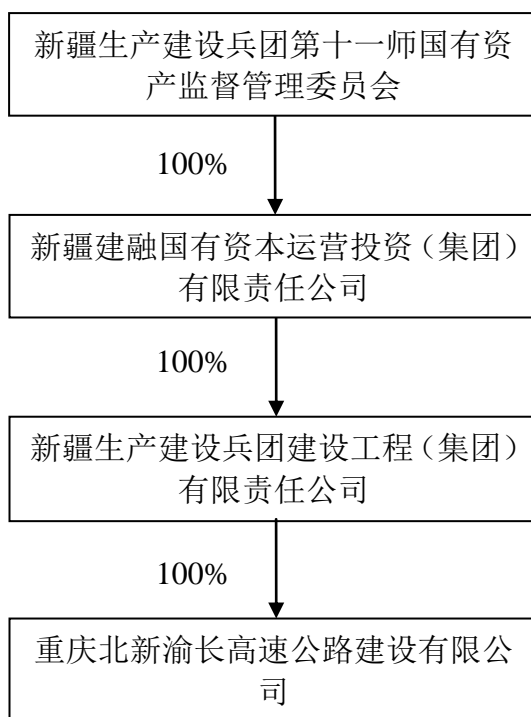 新疆生产建设兵团第十一师国有资
产监督管理委员会
100%
新疆建融国有资本运营投资（集团）
有限责任公司
100%
新疆生产建设兵团建设工程（集团）
有限责任公司
100%
重庆北新渝长高速公路建设有限公
司